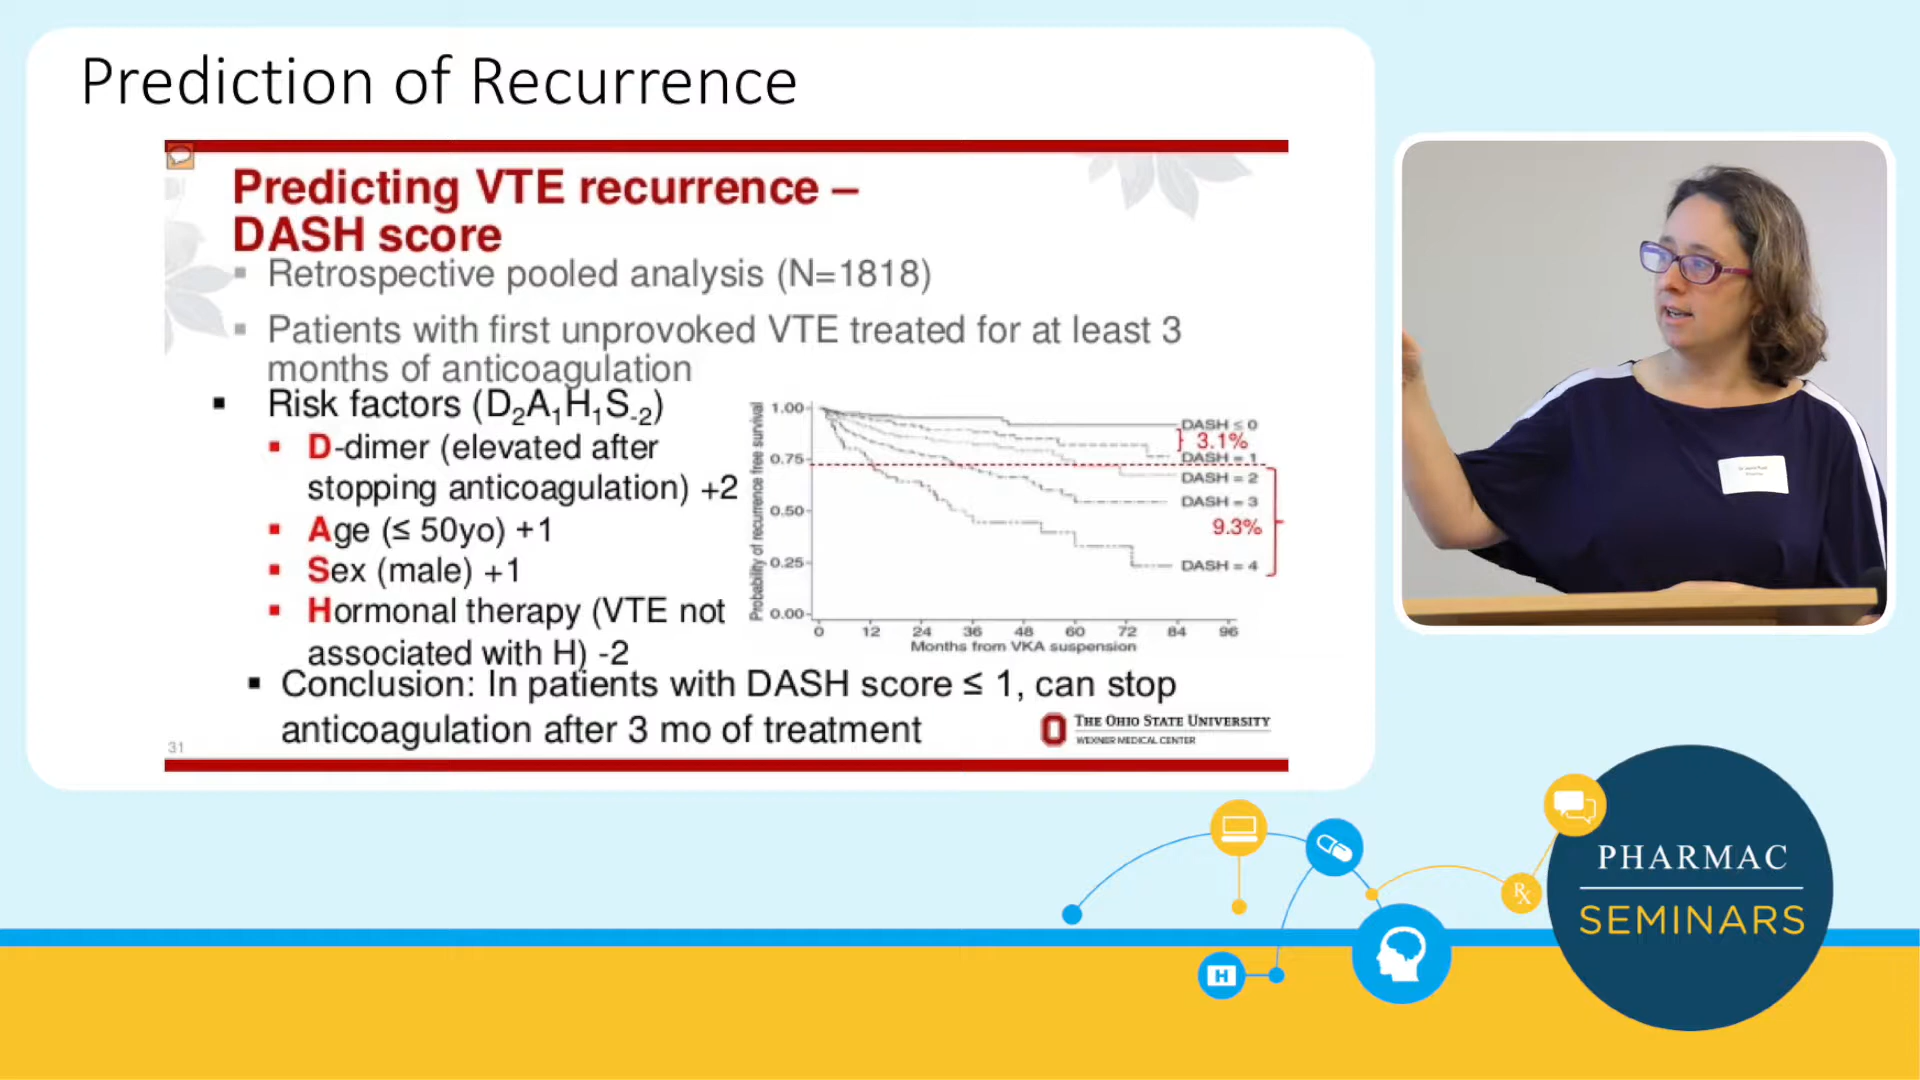 Prediction of Recurrence
Predicting VTE recurrence –
DASH score
▪ Retrospective pooled analysis (N=1818)
▪ Patients with first unprovoked VTE treated for at least 3
months of anticoagulation
▪ Risk factors (D₂A₁H₁S₋₂)
▪ D-dimer (elevated after
stopping anticoagulation) +2
▪ Age (≤ 50yo) +1
▪ Sex (male) +1
▪ Hormonal therapy (VTE not
associated with H) -2
Probability of recurrence free survival
1.00
0.75
0.50
0.25
0.00
0 12 24 36 48 60 72 84 96
Months from VKA suspension
DASH ≤ 0
3.1%
DASH = 1
DASH = 2
DASH = 3
9.3%
DASH = 4
▪ Conclusion: In patients with DASH score ≤ 1, can stop
anticoagulation after 3 mo of treatment
THE OHIO STATE UNIVERSITY
WEXNER MEDICAL CENTER
31
H
Rx
PHARMAC
SEMINARS